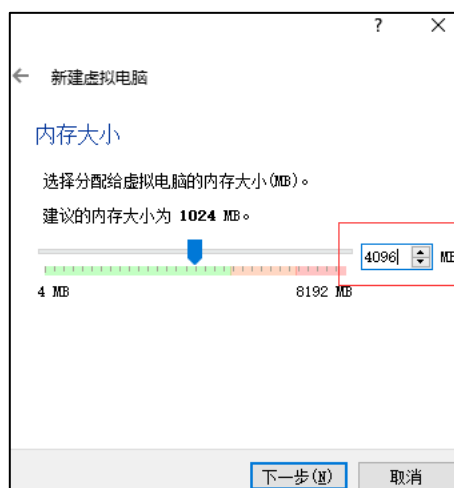 ?
新建虚拟电脑
内存大小
选择分配给虚拟电脑的内存大小(MB)。
建议的内存大小为 1024 MB。
4096 MB
4 MB 8192 MB
下一步(N) 取消